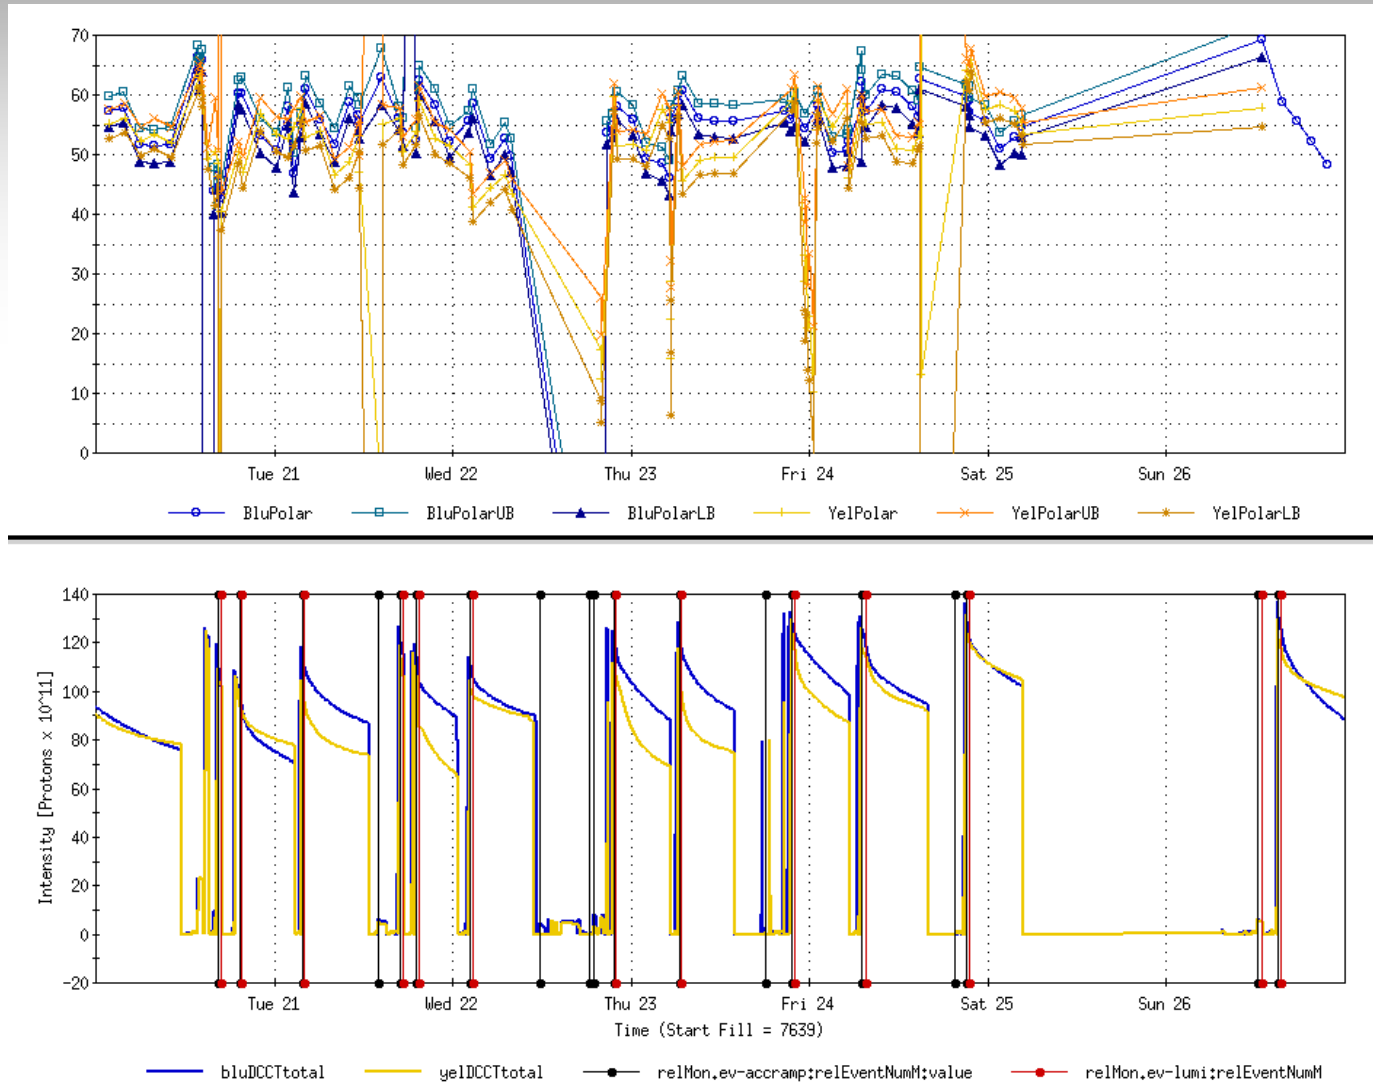 70
60
50
40
30
20
10
0
Tue 21 Wed 22 Thu 23 Fri 24 Sat 25 Sun 26
BluPolar BluPolarUB BluPolarLB YelPolar YelPolarUB YelPolarLB
140
120
100
80
60
40
20
0
-20
Intensity [Protons x 10^11]
Tue 21 Wed 22 Thu 23 Fri 24 Sat 25 Sun 26
Time (Start Fill = 7639)
bluDCCTtotal yelDCCTtotal relMon.ev-accramp:relEventNumM:value relMon.ev-lumi:relEventNumM